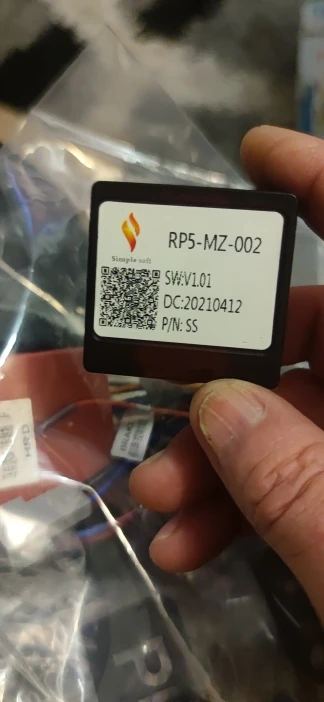 RP5-MZ-002
Simple soft
SW:V1.01
DC:20210412
P/N: SS